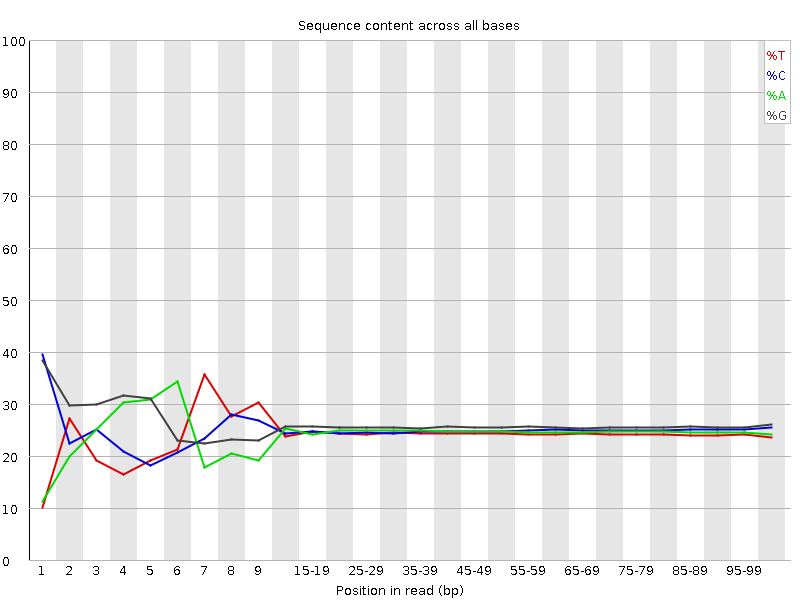 Sequence content across all bases
100
90
80
70
60
50
40
30
20
10
0
%T
%C
%A
%G
1 2 3 4 5 6 7 8 9 15-19 25-29 35-39 45-49 55-59 65-69 75-79 85-89 95-99
Position in read (bp)